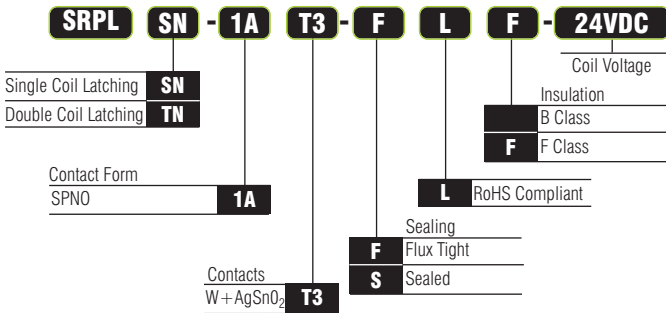 SRPL SN - 1A T3 - F L F - 24VDC
Coil Voltage
Single Coil Latching SN
Double Coil Latching TN
Insulation
B Class
F F Class
Contact Form
SPNO 1A
L RoHS Compliant
Sealing
F Flux Tight
S Sealed
Contacts
W+AgSnO₂ T3